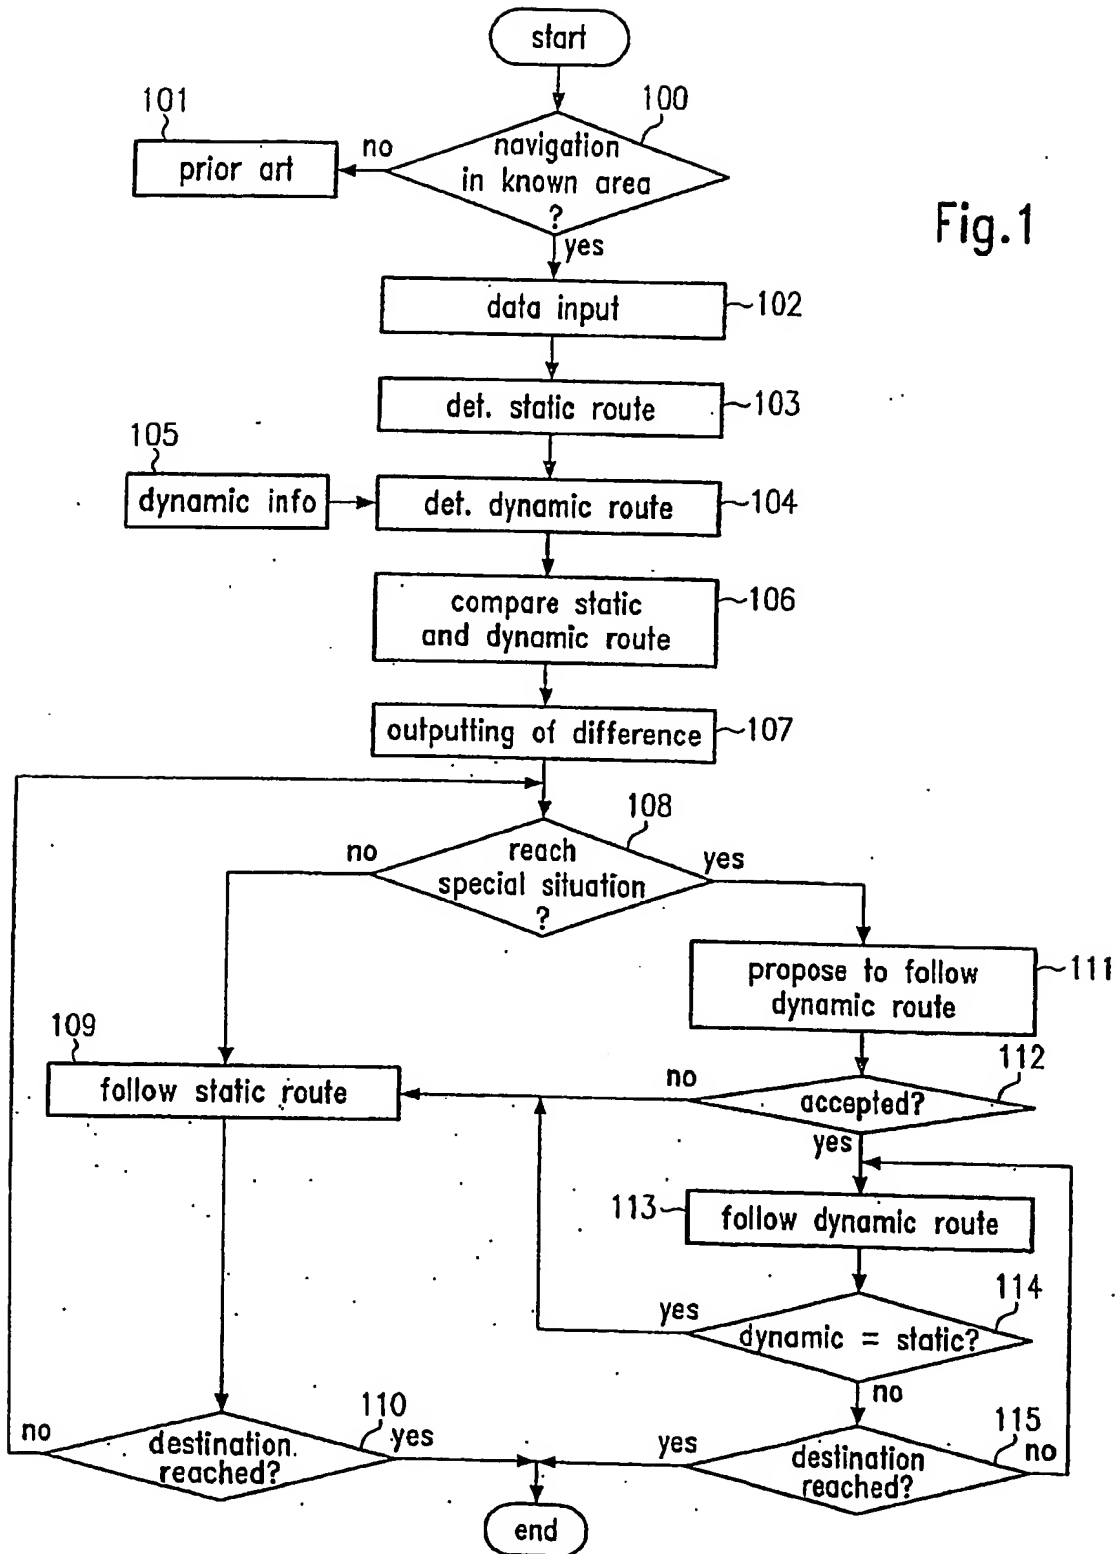 start
101
100
prior art
no
navigation
in known area
?
Fig.1
yes
data input
102
det. static route
103
105
dynamic info
det. dynamic route
104
compare static
and dynamic route
106
outputting of difference
107
108
no
reach
special situation
?
yes
propose to follow
dynamic route
111
109
follow static route
no
112
accepted?
yes
113
follow dynamic route
114
yes
dynamic = static?
no
110
115
no
destination
reached?
yes
yes
destination
reached?
no
end